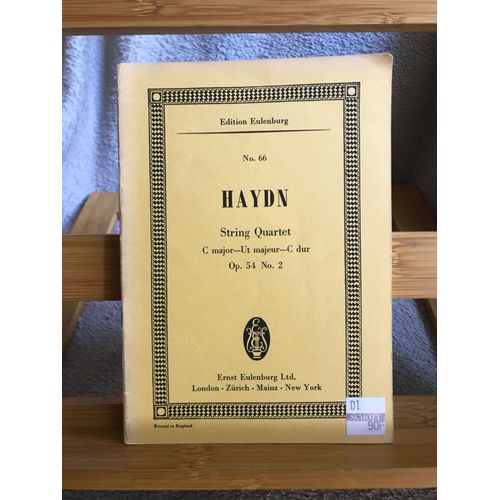 Edition Eulenburg
No. 66
HAYDN
String Quartet
C major—Ut majeur—C dur
Op. 54 No. 2
Ernst Eulenburg Ltd.
London - Zürich - Mainz - New York
D1
SCHOTT
90P
Printed in England